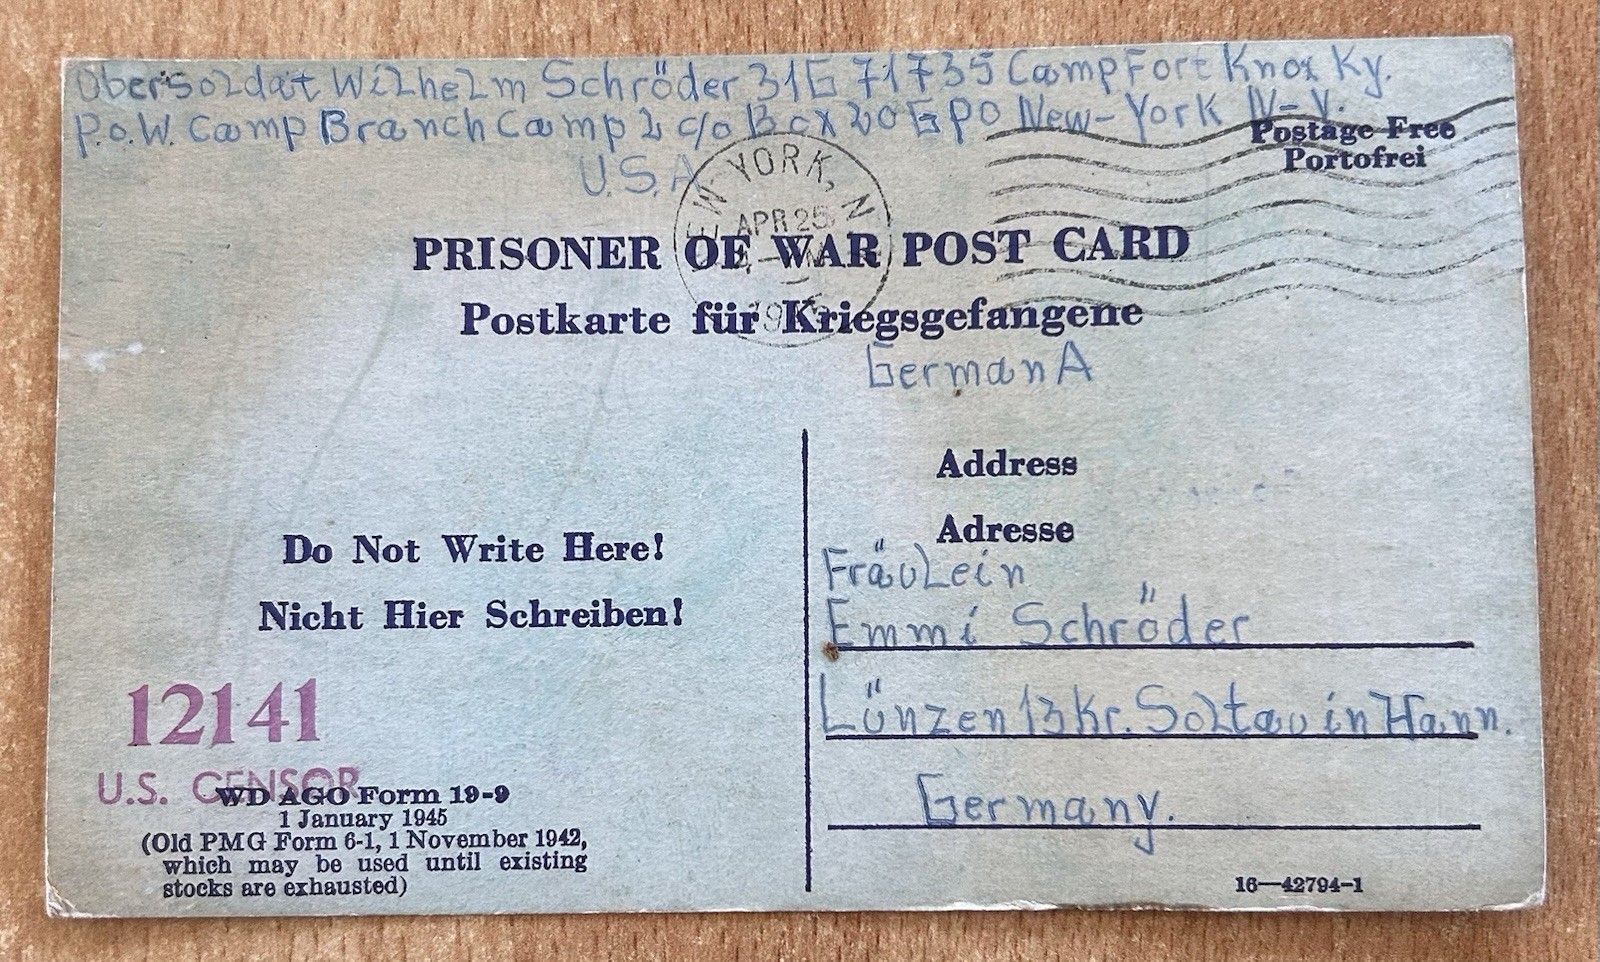 Obersoldat Wilhelm Schröder 31G 71735 Camp Fort Knox Ky.
P.o.W. Camp Branch Camp 2 c/o Box 20 GPO New-York N-Y.
U.S.A
Postage Free
Portofrei
NEW YORK, N
APR 25
PRISONER OF WAR POST CARD
Postkarte für Kriegsgefangene
German A
Address
Adresse
Do Not Write Here!
Nicht Hier Schreiben!
Fräulein
Emmi Schröder
Lünzen 13 Kr. Soltau in Hann.
Germany.
12141
U.S. CENSOR
WD AGO Form 19-9
1 January 1945
(Old PMG Form 6-1, 1 November 1942,
which may be used until existing
stocks are exhausted)
16—42794-1